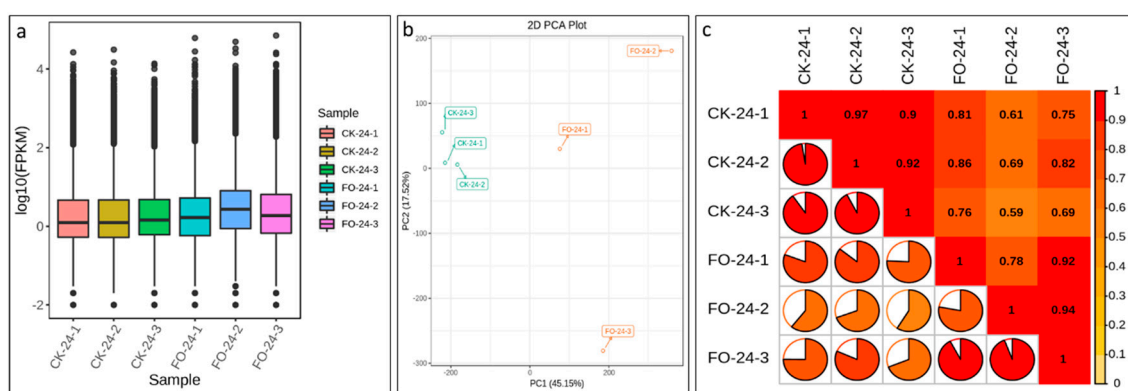 a
log10(FPKM)
4
2
0
-2
CK-24-1
CK-24-2
CK-24-3
FO-24-1
FO-24-2
FO-24-3
Sample
Sample
CK-24-1
CK-24-2
CK-24-3
FO-24-1
FO-24-2
FO-24-3
b
2D PCA Plot
PC2 (17.52%)
200
100
0
-100
-200
-300
FO-24-2
CK-24-3
FO-24-1
CK-24-1
CK-24-2
FO-24-3
-200
0
200
PC1 (45.15%)
c
CK-24-1
CK-24-2
CK-24-3
FO-24-1
FO-24-2
FO-24-3
CK-24-1 1 0.97 0.9 0.81 0.61 0.75
CK-24-2 1 0.92 0.86 0.69 0.82
CK-24-3 1 0.76 0.59 0.69
FO-24-1 1 0.78 0.92
FO-24-2 1 0.94
FO-24-3 1
1
0.9
0.8
0.7
0.6
0.5
0.4
0.3
0.2
0.1
0